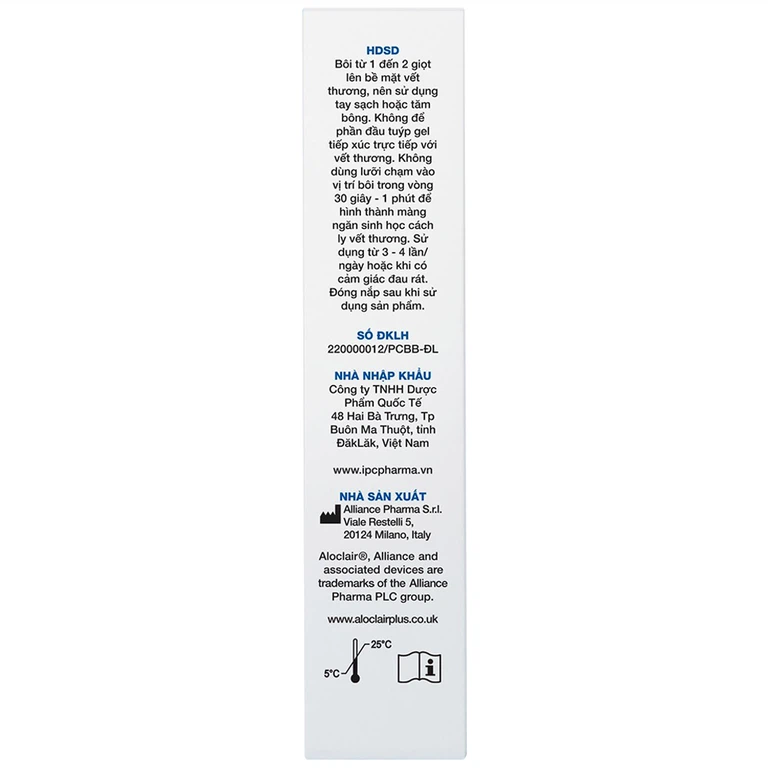 HDSD
Bôi từ 1 đến 2 giọt
lên bề mặt vết
thương, nên sử dụng
tay sạch hoặc tăm
bông. Không để
phần đầu tuýp gel
tiếp xúc trực tiếp với
vết thương. Không
dùng lưỡi chạm vào
vị trí bôi trong vòng
30 giây - 1 phút để
hình thành màng
ngăn sinh học cách
ly vết thương. Sử
dụng từ 3 - 4 lần/
ngày hoặc khi có
cảm giác đau rát.
Đóng nắp sau khi sử
dụng sản phẩm.
SỐ ĐKLH
220000012/PCBB-ĐL
NHÀ NHẬP KHẨU
Công ty TNHH Dược
Phẩm Quốc Tế
48 Hai Bà Trưng, Tp
Buôn Ma Thuột, tỉnh
ĐăkLăk, Việt Nam
www.ipcpharma.vn
NHÀ SẢN XUẤT
Alliance Pharma S.r.l.
Viale Restelli 5,
20124 Milano, Italy
Aloclair®, Alliance and
associated devices are
trademarks of the Alliance
Pharma PLC group.
www.aloclairplus.co.uk
25°C
5°C